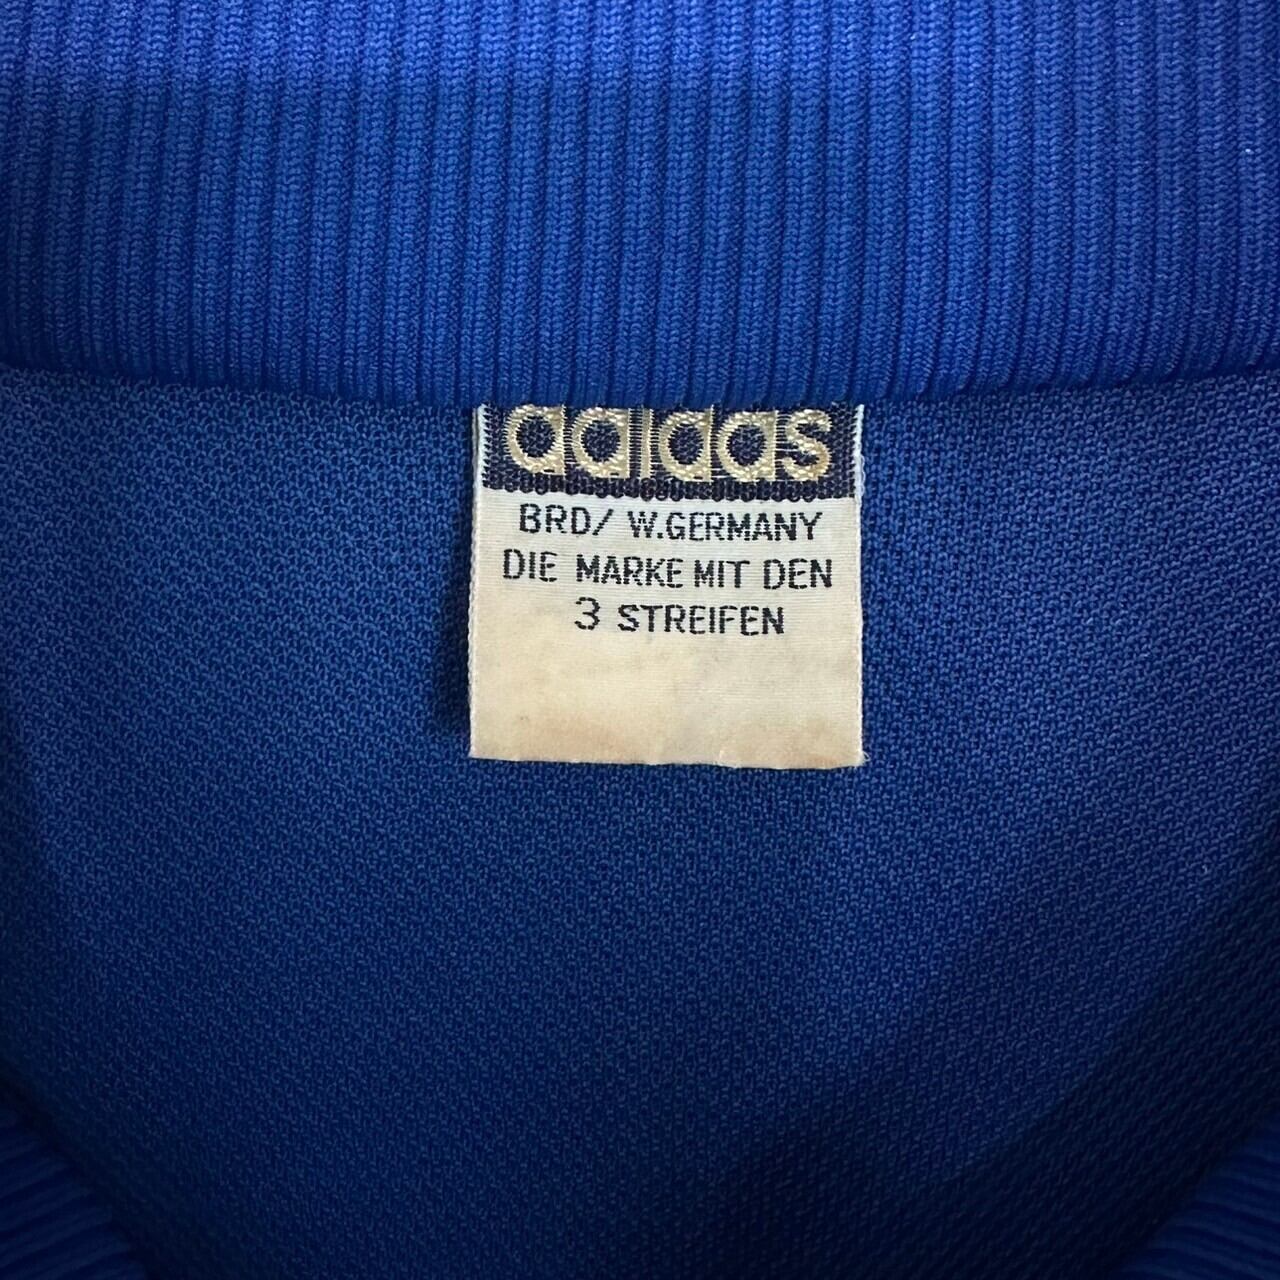 adidas
BRD/ W.GERMANY
DIE MARKE MIT DEN
3 STREIFEN